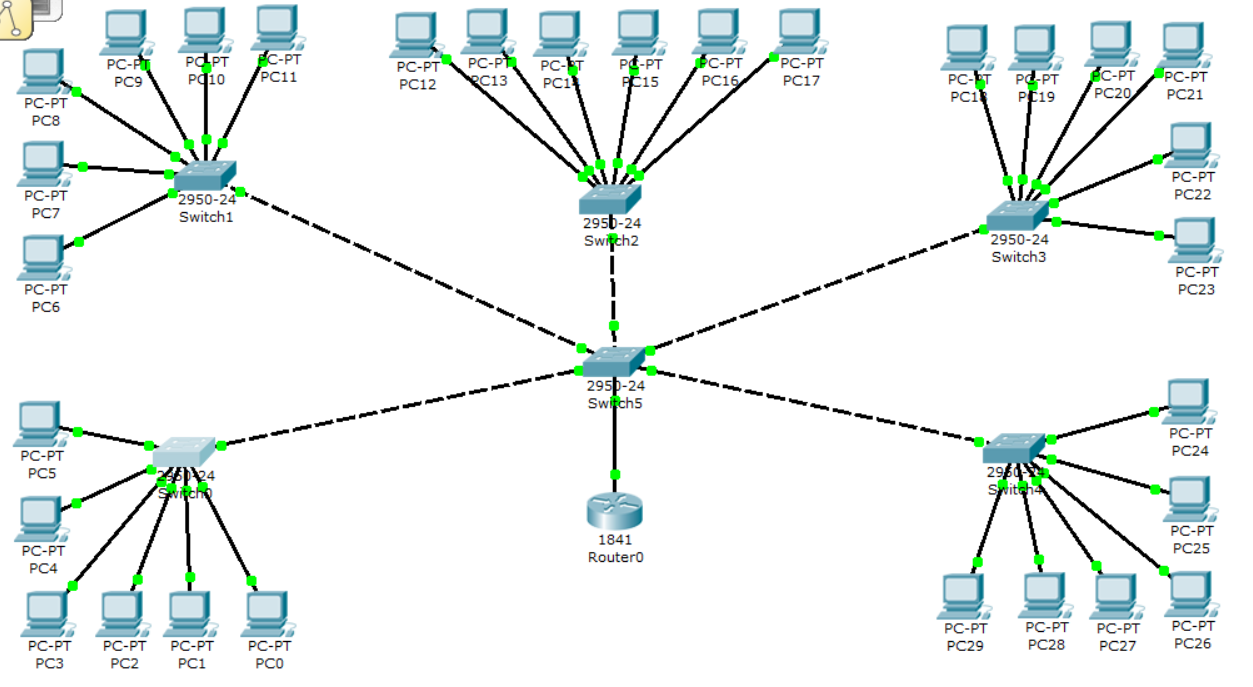 PC-PT
PC8
PC-PT
PC9
PC-PT
PC10
PC-PT
PC11
PC-PT
PC7
PC-PT
PC6
2950-24
Switch1
PC-PT
PC12
PC-PT
PC13
PC-PT
PC14
PC-PT
PC15
PC-PT
PC16
PC-PT
PC17
2950-24
Switch2
PC-PT
PC18
PC-PT
PC19
PC-PT
PC20
PC-PT
PC21
PC-PT
PC22
PC-PT
PC23
2950-24
Switch3
2950-24
Switch5
PC-PT
PC5
PC-PT
PC4
2950-24
Switch0
PC-PT
PC3
PC-PT
PC2
PC-PT
PC1
PC-PT
PC0
1841
Router0
2950-24
Switch4
PC-PT
PC24
PC-PT
PC25
PC-PT
PC29
PC-PT
PC28
PC-PT
PC27
PC-PT
PC26